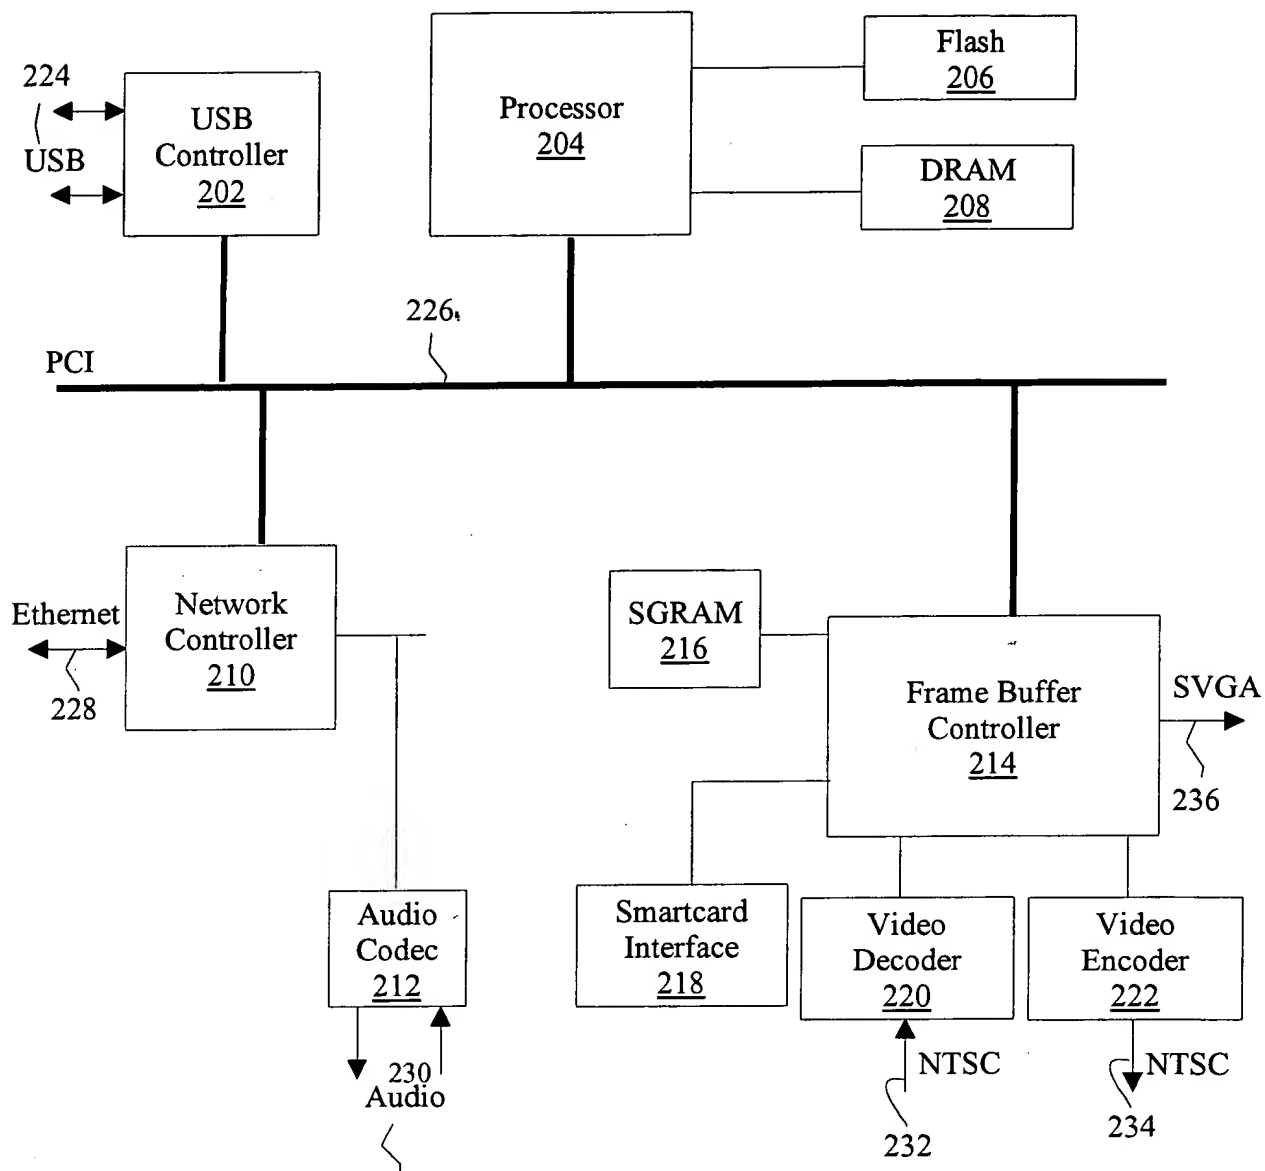 Flash
206
224
USB
Controller
202
USB
Processor
204
DRAM
208
226
PCI
Ethernet
228
Network
Controller
210
SGRAM
216
Frame Buffer
Controller
214
SVGA
236
Audio
Codec
212
Smartcard
Interface
218
Video
Decoder
220
Video
Encoder
222
230
Audio
NTSC
232
NTSC
234